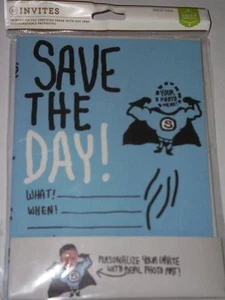 INVITES
SAVE
THE
DAY!
YOUR
PHOTO
HERE!
S
WHAT!
WHEN!
PERSONALIZE YOUR INVITE
WITH REAL PHOTO ART!